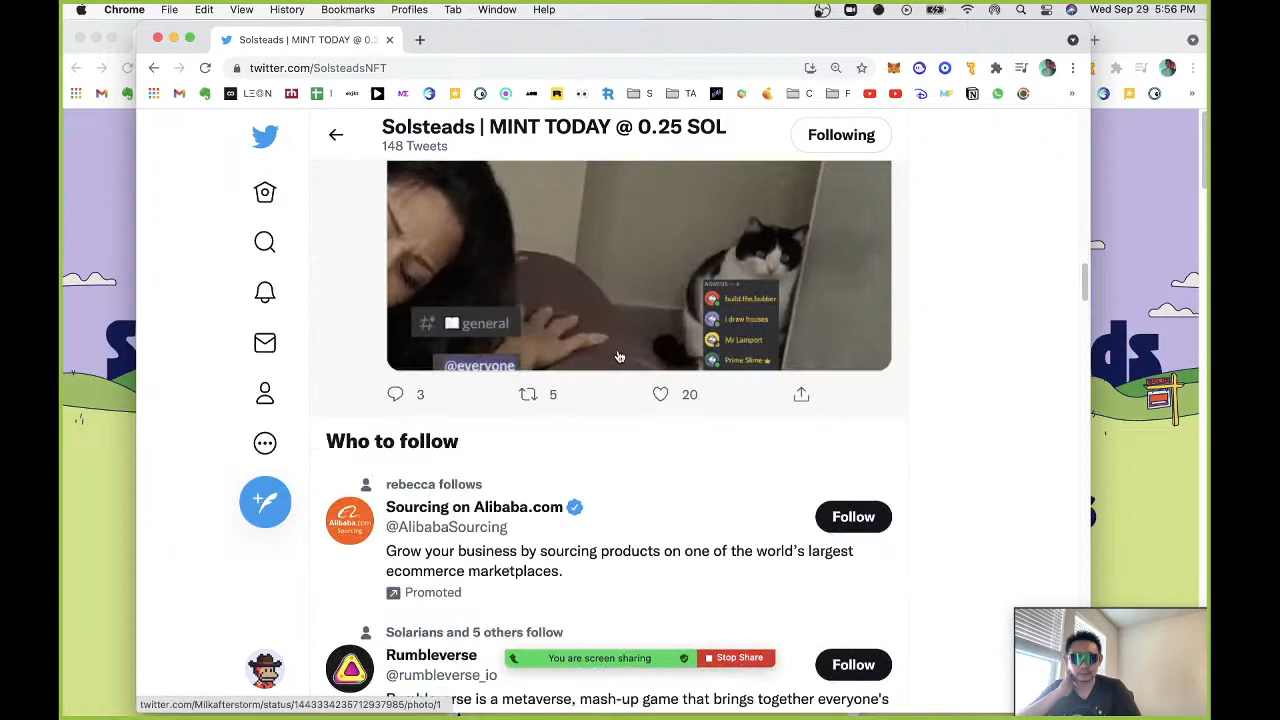 Chrome File Edit View History Bookmarks Profiles Tab Window Help Wed Sep 29 5:56 PM
Solsteads | MINT TODAY @ 0.2
twitter.com/SolsteadsNFT
LEON
S
TA
C
F
Solsteads | MINT TODAY @ 0.25 SOL
148 Tweets
Following
# general
@everyone
build.the.bobber
i draw houses
Mr Lamport
Prime Slime
3 5 20
Who to follow
rebecca follows
Sourcing on Alibaba.com
@AlibabaSourcing
Follow
Alibaba.com
Sourcing
Grow your business by sourcing products on one of the world's largest
ecommerce marketplaces.
Promoted
Solarians and 5 others follow
Rumbleverse
@rumbleverse_io
Follow
You are screen sharing
Stop Share
is a metaverse, mash-up game that brings together everyone's
twitter.com/Milkafterstorm/status/1443334235712937985/photo/1